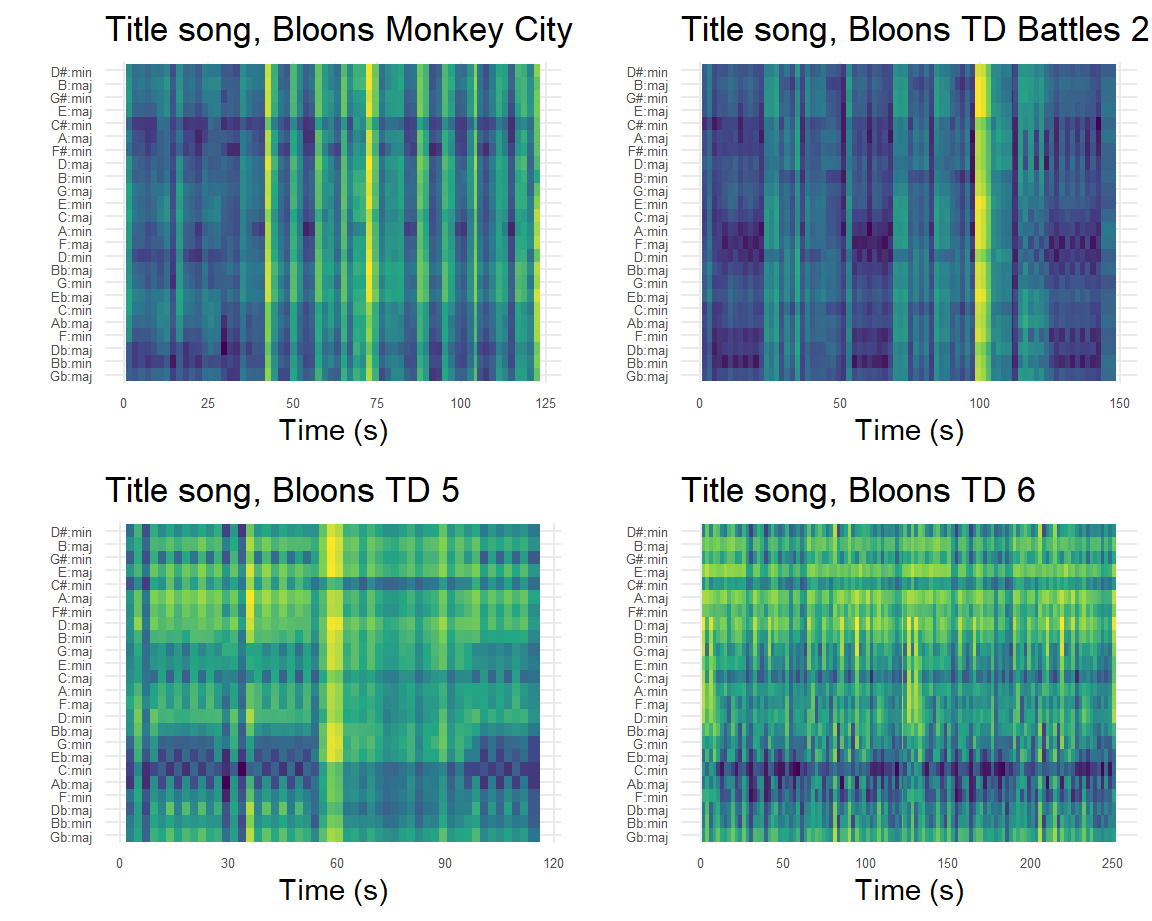 Title song, Bloons Monkey City
D#:min
B:maj
G#:min
E:maj
C#:min
A:maj
F#:min
D:maj
B:min
G:maj
E:min
C:maj
A:min
F:maj
D:min
Bb:maj
G:min
Eb:maj
C:min
Ab:maj
F:min
Db:maj
Bb:min
Gb:maj
0 25 50 75 100 125
Time (s)
Title song, Bloons TD Battles 2
D#:min
B:maj
G#:min
E:maj
C#:min
A:maj
F#:min
D:maj
B:min
G:maj
E:min
C:maj
A:min
F:maj
D:min
Bb:maj
G:min
Eb:maj
C:min
Ab:maj
F:min
Db:maj
Bb:min
Gb:maj
0 50 100 150
Time (s)
Title song, Bloons TD 5
D#:min
B:maj
G#:min
E:maj
C#:min
A:maj
F#:min
D:maj
B:min
G:maj
E:min
C:maj
A:min
F:maj
D:min
Bb:maj
G:min
Eb:maj
C:min
Ab:maj
F:min
Db:maj
Bb:min
Gb:maj
0 30 60 90 120
Time (s)
Title song, Bloons TD 6
D#:min
B:maj
G#:min
E:maj
C#:min
A:maj
F#:min
D:maj
B:min
G:maj
E:min
C:maj
A:min
F:maj
D:min
Bb:maj
G:min
Eb:maj
C:min
Ab:maj
F:min
Db:maj
Bb:min
Gb:maj
0 50 100 150 200 250
Time (s)